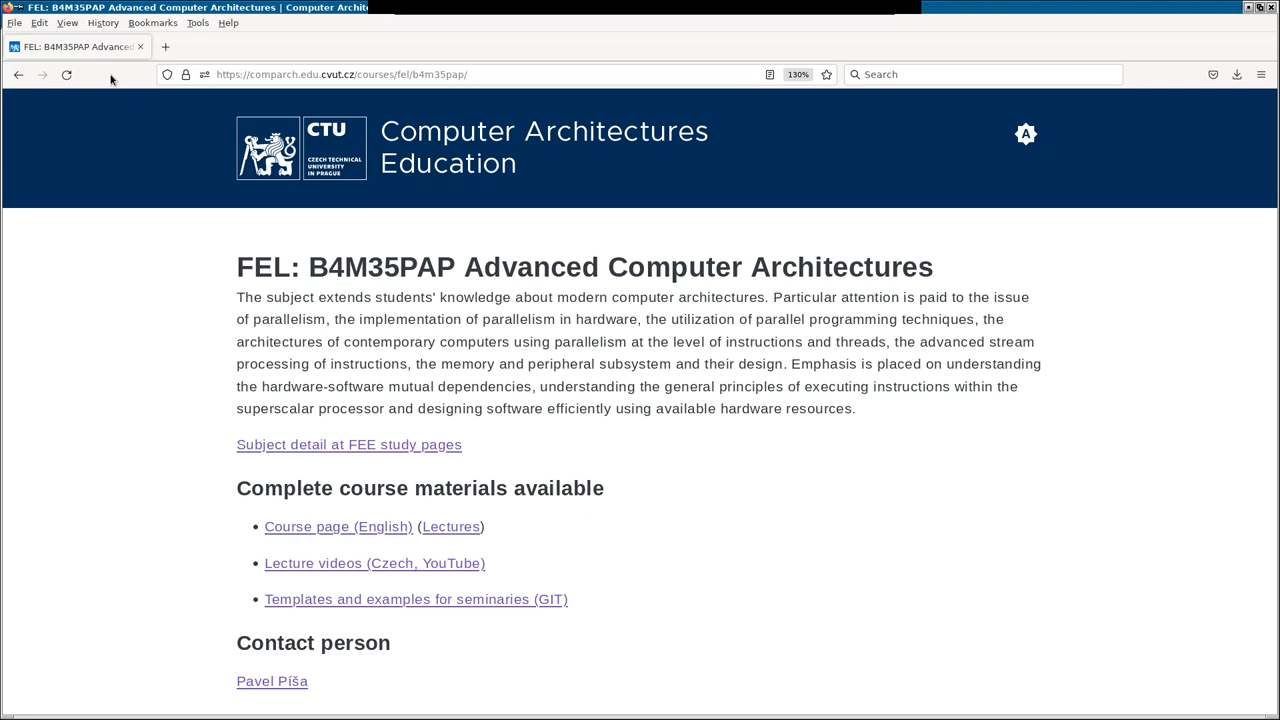 FEL: B4M35PAP Advanced Computer Architectures | Computer Archite
File Edit View History Bookmarks Tools Help
FEL: B4M35PAP Advanced
https://comparch.edu.cvut.cz/courses/fel/b4m35pap/ 130% Search
CTU
CZECH TECHNICAL
UNIVERSITY
IN PRAGUE
Computer Architectures
Education
A
FEL: B4M35PAP Advanced Computer Architectures
The subject extends students' knowledge about modern computer architectures. Particular attention is paid to the issue
of parallelism, the implementation of parallelism in hardware, the utilization of parallel programming techniques, the
architectures of contemporary computers using parallelism at the level of instructions and threads, the advanced stream
processing of instructions, the memory and peripheral subsystem and their design. Emphasis is placed on understanding
the hardware-software mutual dependencies, understanding the general principles of executing instructions within the
superscalar processor and designing software efficiently using available hardware resources.
Subject detail at FEE study pages
Complete course materials available
• Course page (English) (Lectures)
• Lecture videos (Czech, YouTube)
• Templates and examples for seminaries (GIT)
Contact person
Pavel Píša